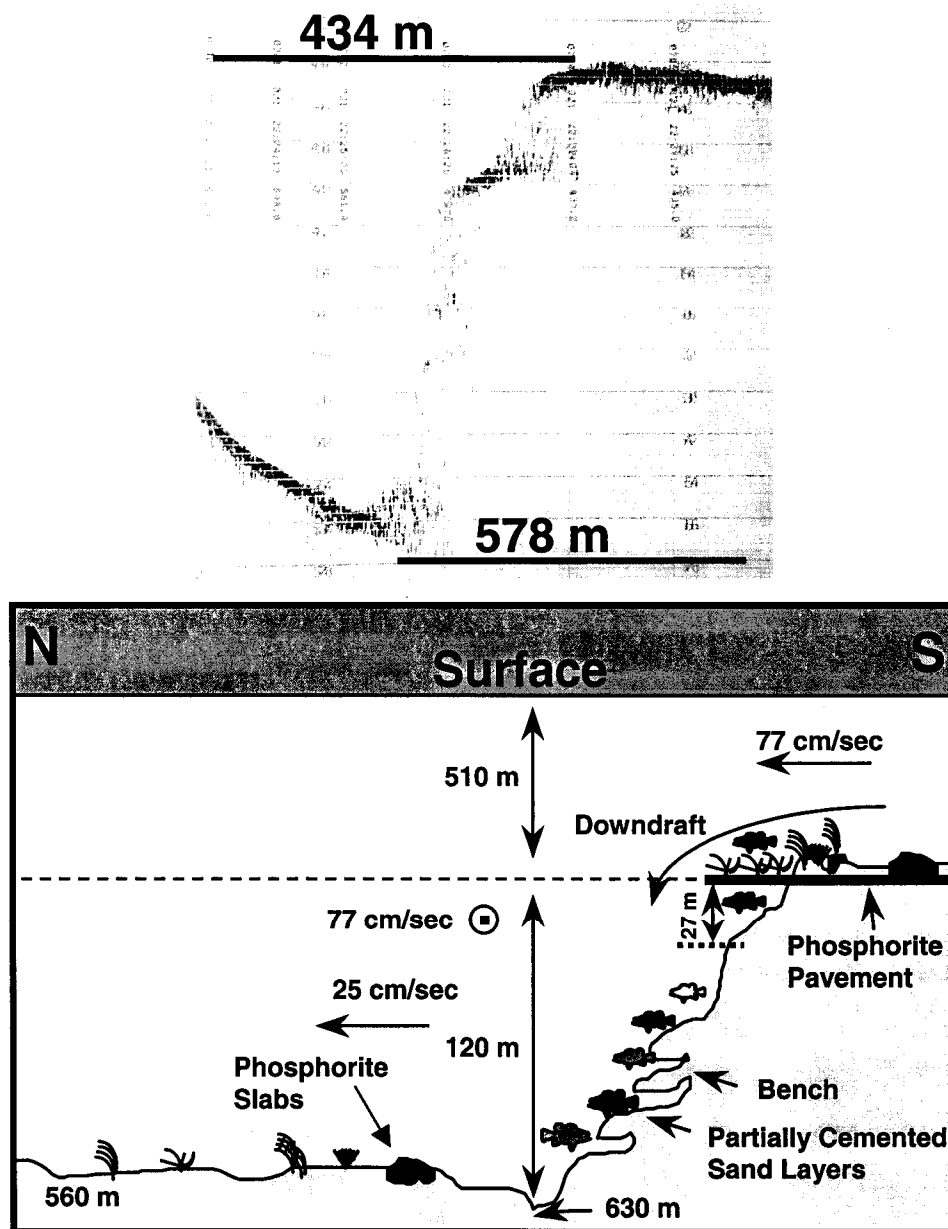 434 m
578 m
N
Surface
S
77 cm/sec
510 m
Downdraft
77 cm/sec
27 m
Phosphorite
Pavement
25 cm/sec
120 m
Phosphorite
Slabs
Bench
Partially Cemented
Sand Layers
560 m
630 m